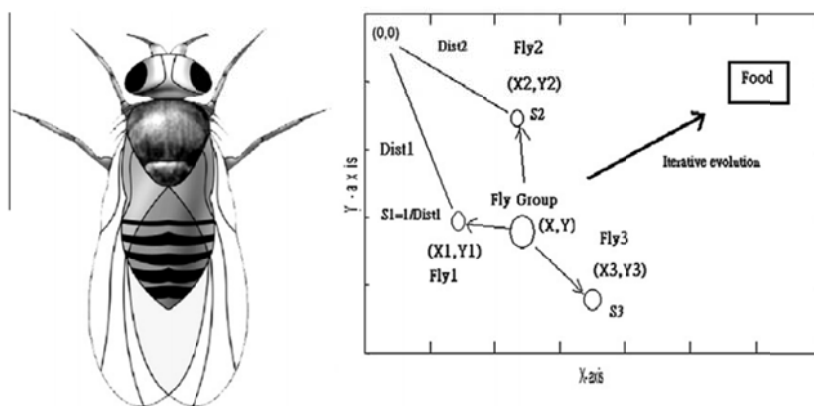 (0,0)
Dist2
Fly2
(X2,Y2)
S2
Food
Dist1
Iterative evolution
Y-axis
Fly Group
S1=1/Dist1
(X,Y)
Fly3
(X1,Y1)
Fly1
(X3,Y3)
S3
X-axis